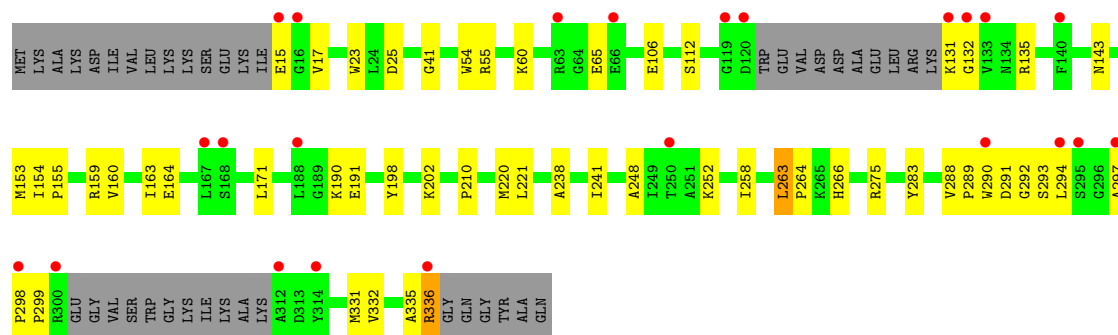 MET LYS ALA LYS ASP ILE VAL LEU LYS LYS SER GLU LYS ILE E15 G16 V17 W23 L24 D25 G41 W54 R55 K60 R63 G64 E65 E66 E106 S112 G119 D120 TRP GLU VAL ASP ASP ALA GLU LEU ARG LYS K131 G132 V133 N134 R135 F140 N143
M153 I154 P155 R159 V160 I163 E164 L167 S168 L171 L188 G189 K190 E191 Y198 K202 P210 M220 L221 A238 I241 A248 I249 T250 A251 K252 I258 L263 P264 K265 H266 R275 Y283 V288 P289 W290 D291 G292 S293 L294 S295 G296 A297
P298 P299 R300 GLU GLY VAL SER TRP GLY LYS ILE LYS ALA LYS A312 D313 Y314 M331 V332 A335 R336 GLY GLN GLY TYR ALA GLN